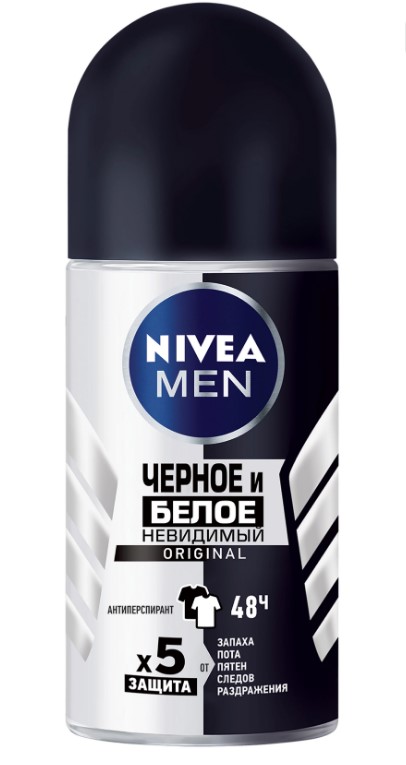 NIVEA
MEN
ЧЕРНОЕ и
БЕЛОЕ
НЕВИДИМЫЙ
ORIGINAL
АНТИПЕРСПИРАНТ 48Ч
x5
ЗАЩИТА
от
ЗАПАХА
ПОТА
ПЯТЕН
СЛЕДОВ
РАЗДРАЖЕНИЯ